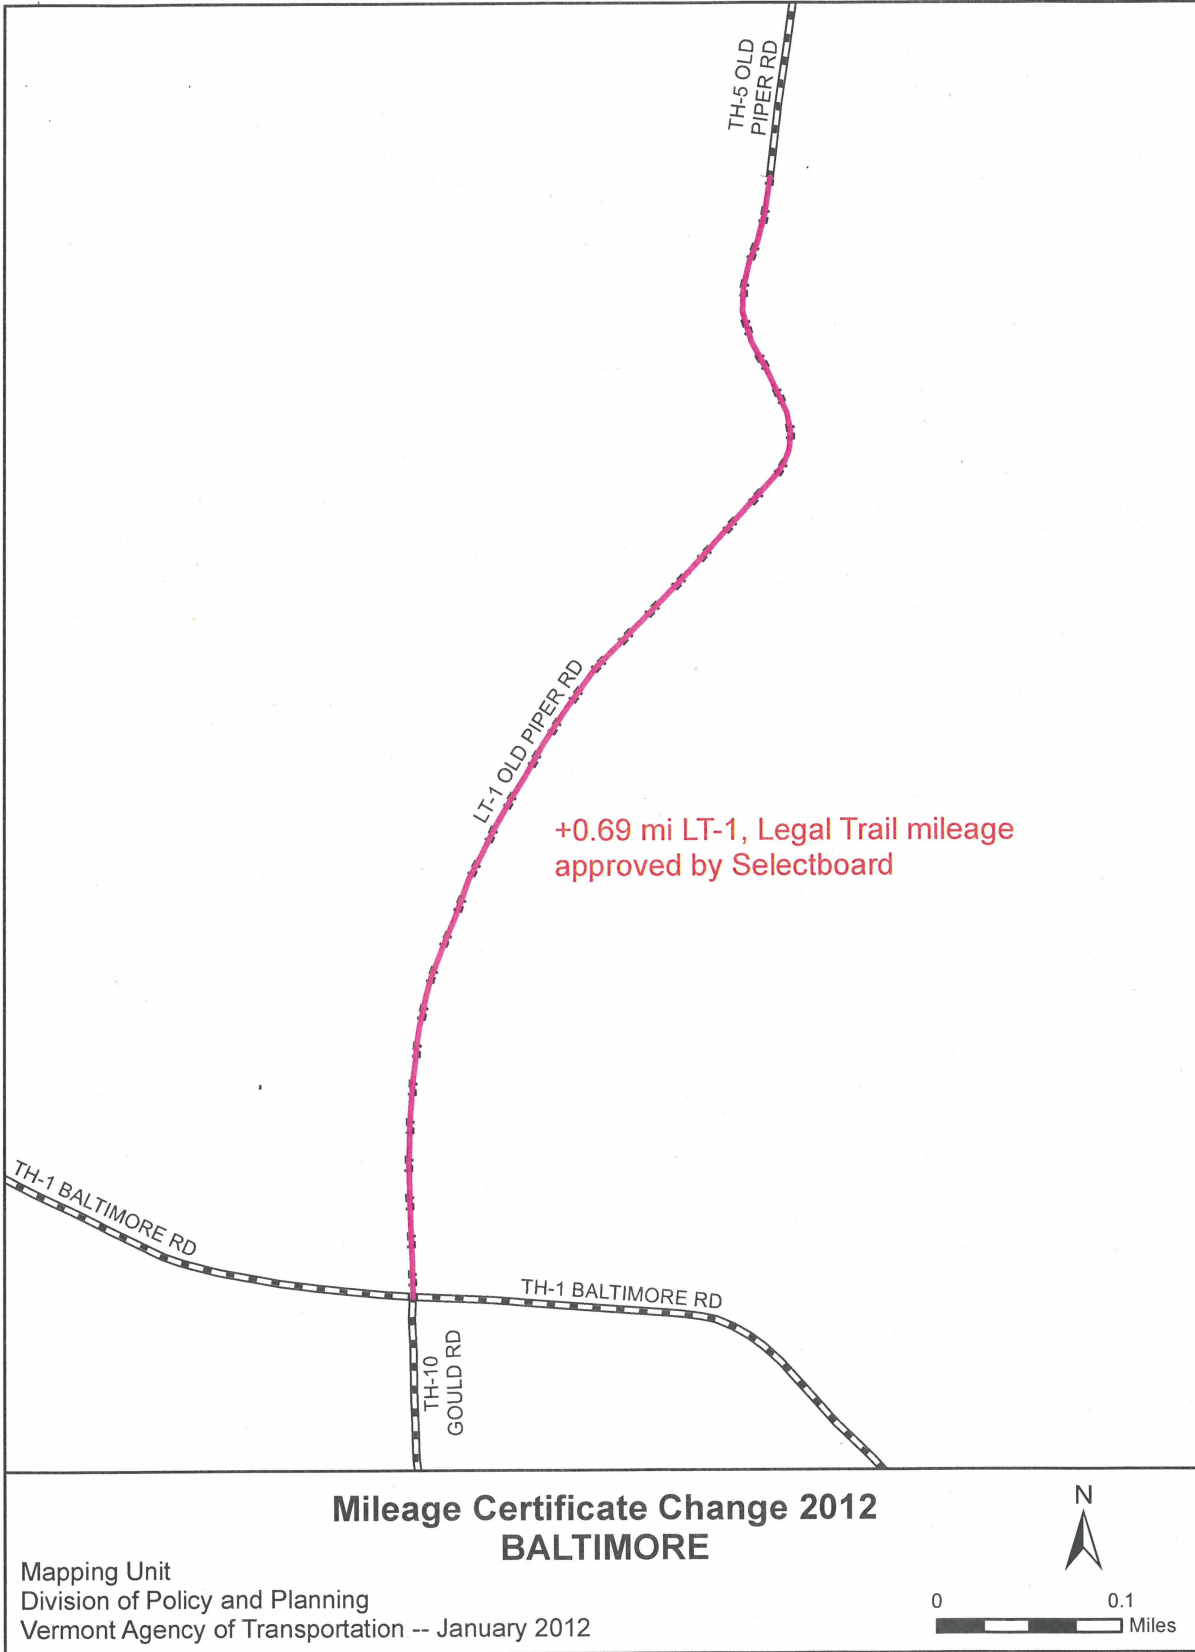 TH-5 OLD
PIPER RD
LT-1 OLD PIPER RD
+0.69 mi LT-1, Legal Trail mileage
approved by Selectboard
TH-1 BALTIMORE RD
TH-1 BALTIMORE RD
TH-10
GOULD RD
Mileage Certificate Change 2012
BALTIMORE
N
Mapping Unit
Division of Policy and Planning
Vermont Agency of Transportation -- January 2012
0 0.1
Miles